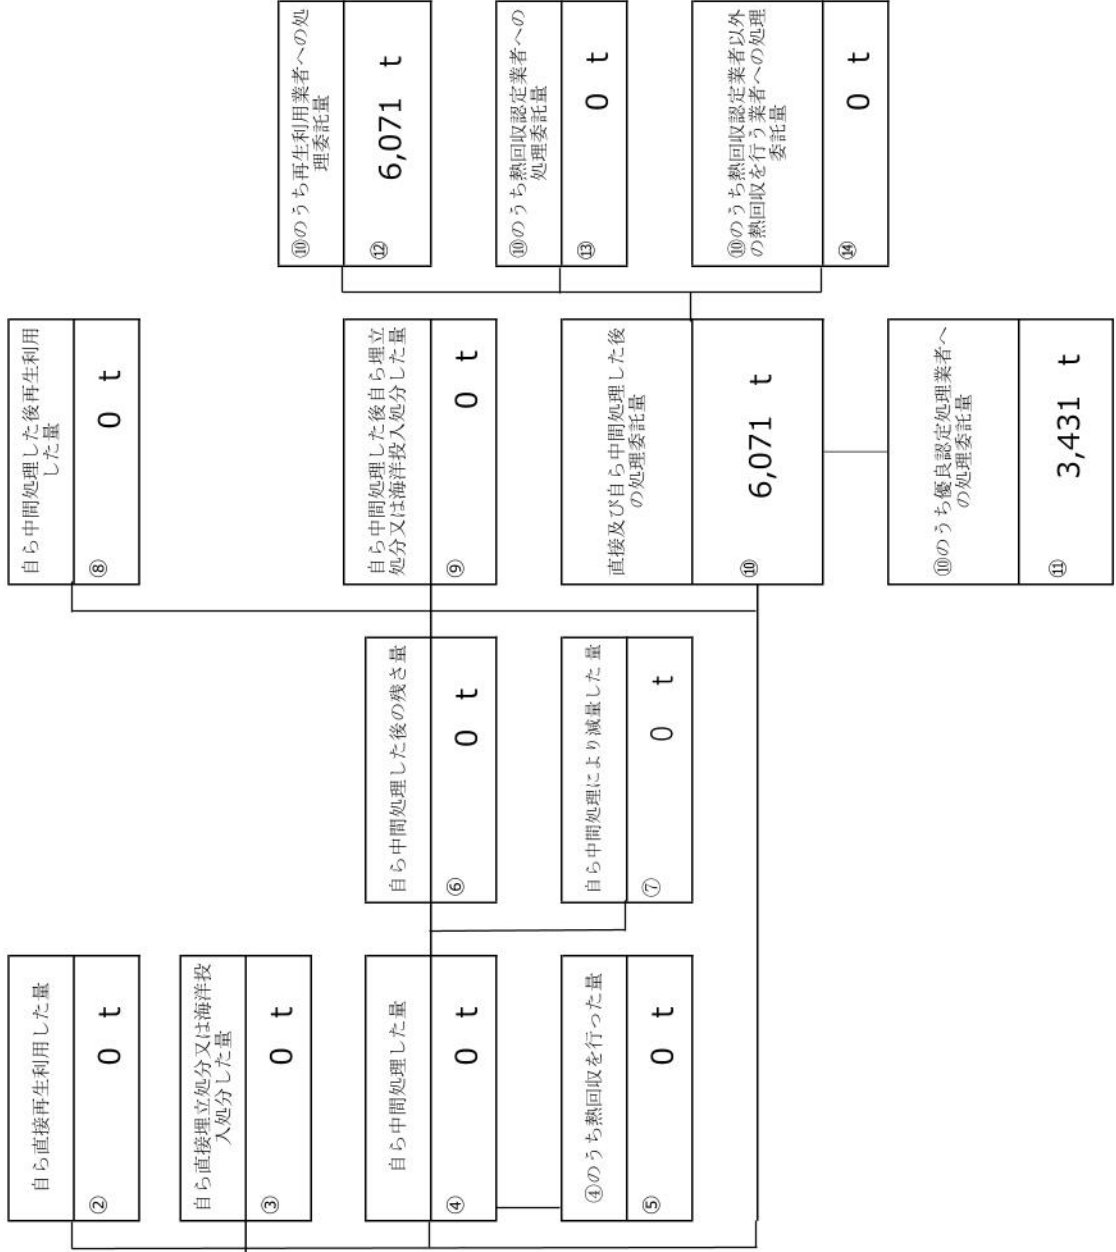 自ら直接再生利用した量
② 0 t
自ら直接埋立処分又は海洋投
入処分した量
③ 0 t
自ら中間処理した量
④ 0 t
④のうち熱回収を行った量
⑤ 0 t
自ら中間処理した後の残さ量
⑥ 0 t
自ら中間処理により減量した量
⑦ 0 t
自ら中間処理した後再生利用
した量
⑧ 0 t
自ら中間処理した後自ら埋立
処分又は海洋投入処分した量
⑨ 0 t
直接及び自ら中間処理した後
の処理委託量
⑩ 6,071 t
⑩のうち優良認定処理業者へ
の処理委託量
⑪ 3,431 t
⑩のうち再生利用業者への処
理委託量
⑫ 6,071 t
⑩のうち熱回収認定業者への
処理委託量
⑬ 0 t
⑩のうち熱回収認定業者以外
の熱回収を行う業者への処理
委託量
⑭ 0 t